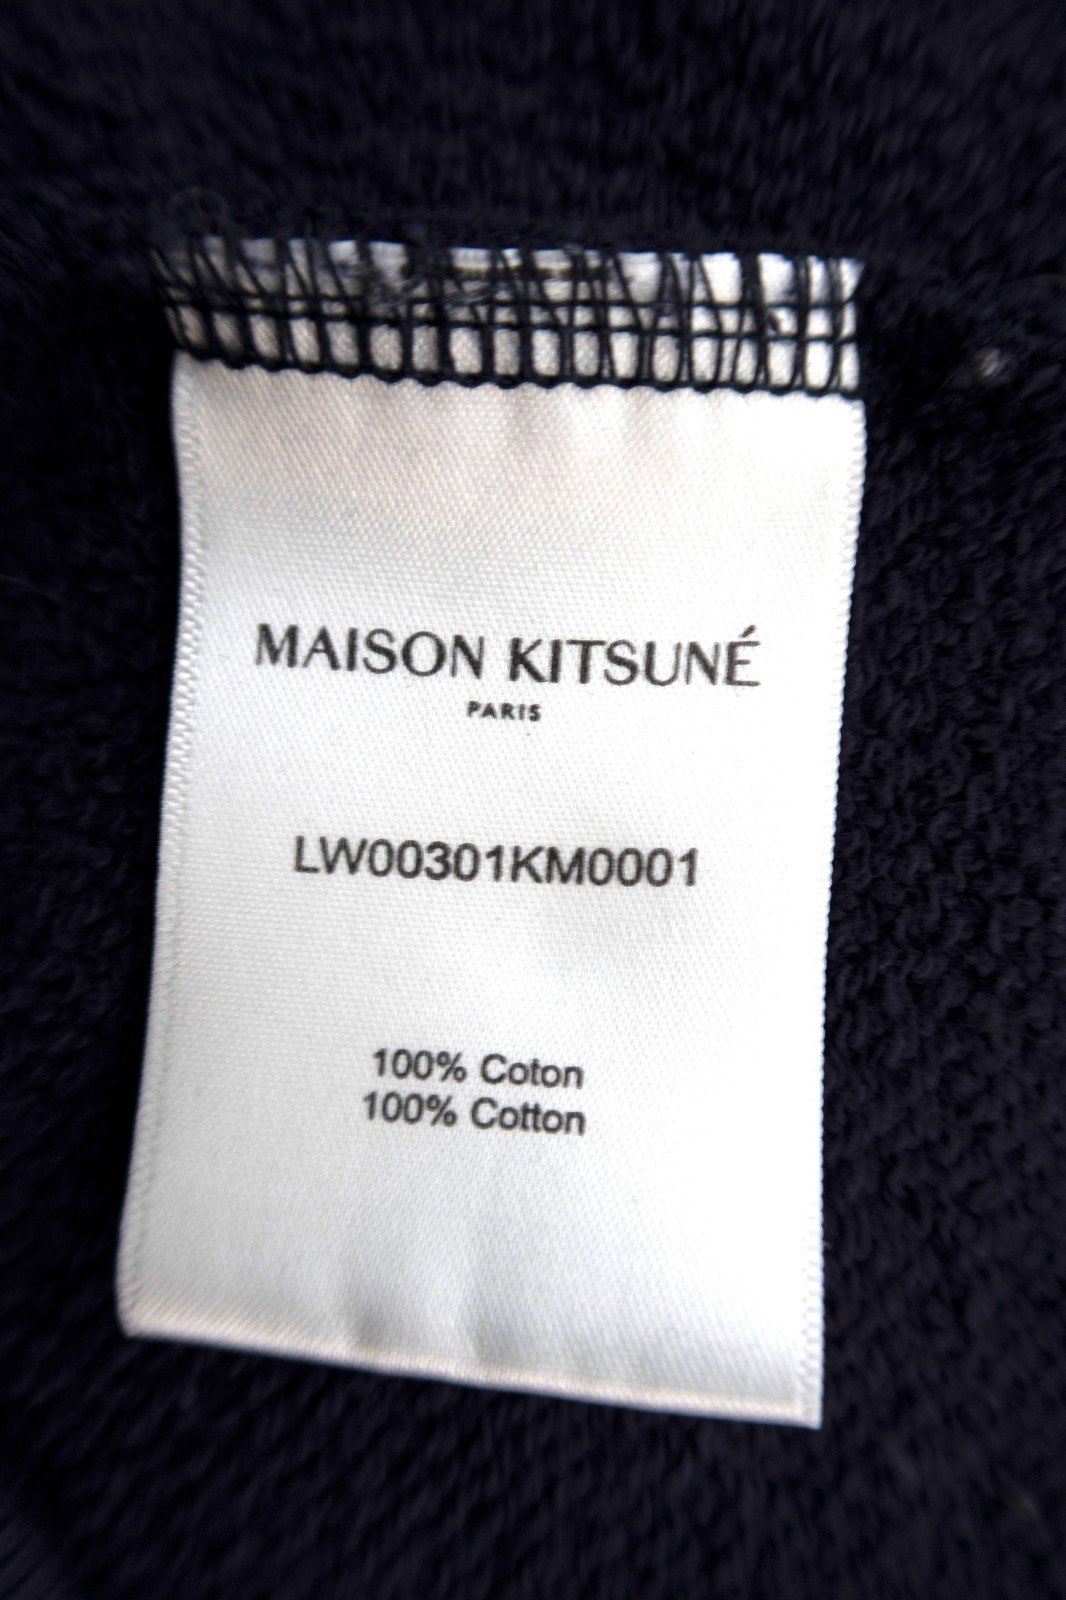 MAISON KITSUNÉ
PARIS
LW00301KM0001
100% Coton
100% Cotton